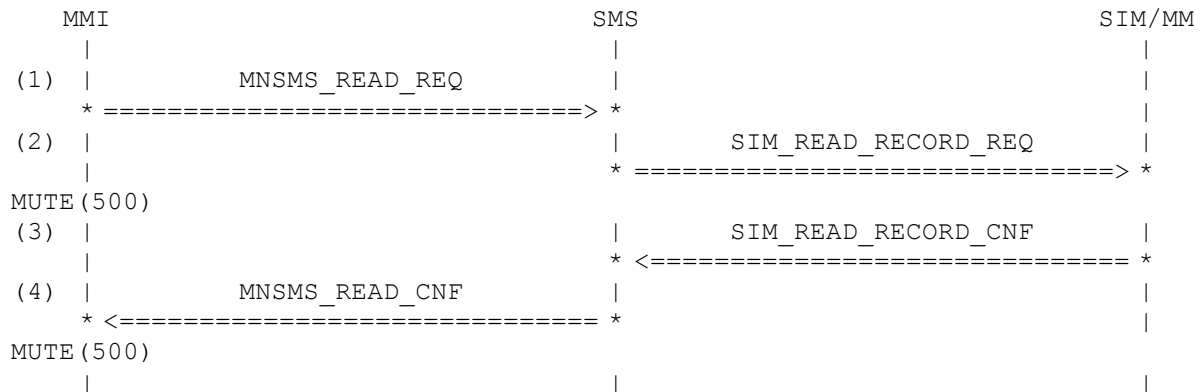 MMI SMS SIM/MM
| | |
(1) | MNSMS_READ_REQ | |
* ==============================> * |
(2) | | SIM_READ_RECORD_REQ |
| * ==============================> *
MUTE(500)
(3) | | SIM_READ_RECORD_CNF |
| * <============================== *
(4) | MNSMS_READ_CNF | |
* <============================== * |
MUTE(500)
| | |